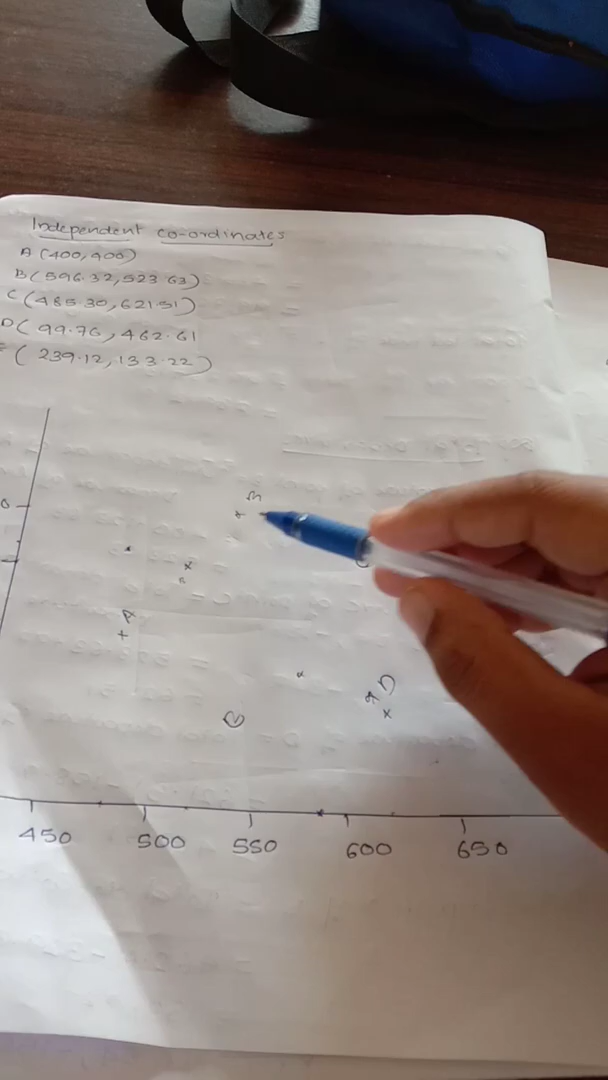 Independent co-ordinates
A (400,400)
B (596.32, 523.63)
C (485.30, 621.51)
D ( 99.76, 462.61
( 239.12, 133.22)
B
A
D
450 500 550 600 650